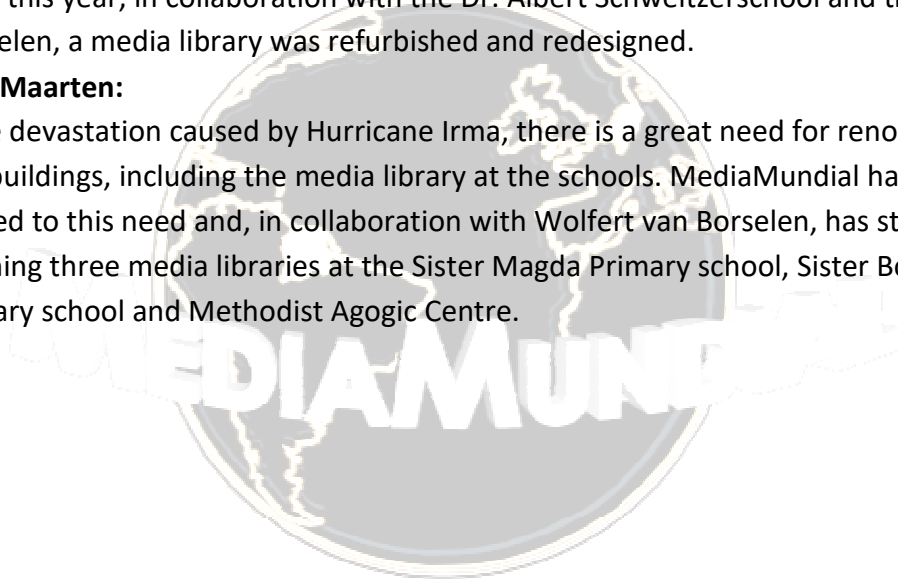 this year, in collaboration with the Dr. Albert Schweitzerschool and
elen, a media library was refurbished and redesigned.
Maarten:
devastation caused by Hurricane Irma, there is a great need for reno
buildings, including the media library at the schools. MediaMundial ha
ed to this need and, in collaboration with Wolfert van Borselen, has st
ing three media libraries at the Sister Magda Primary school, Sister B
ary school and Methodist Agogic Centre.
MEDIAMUNDIAL